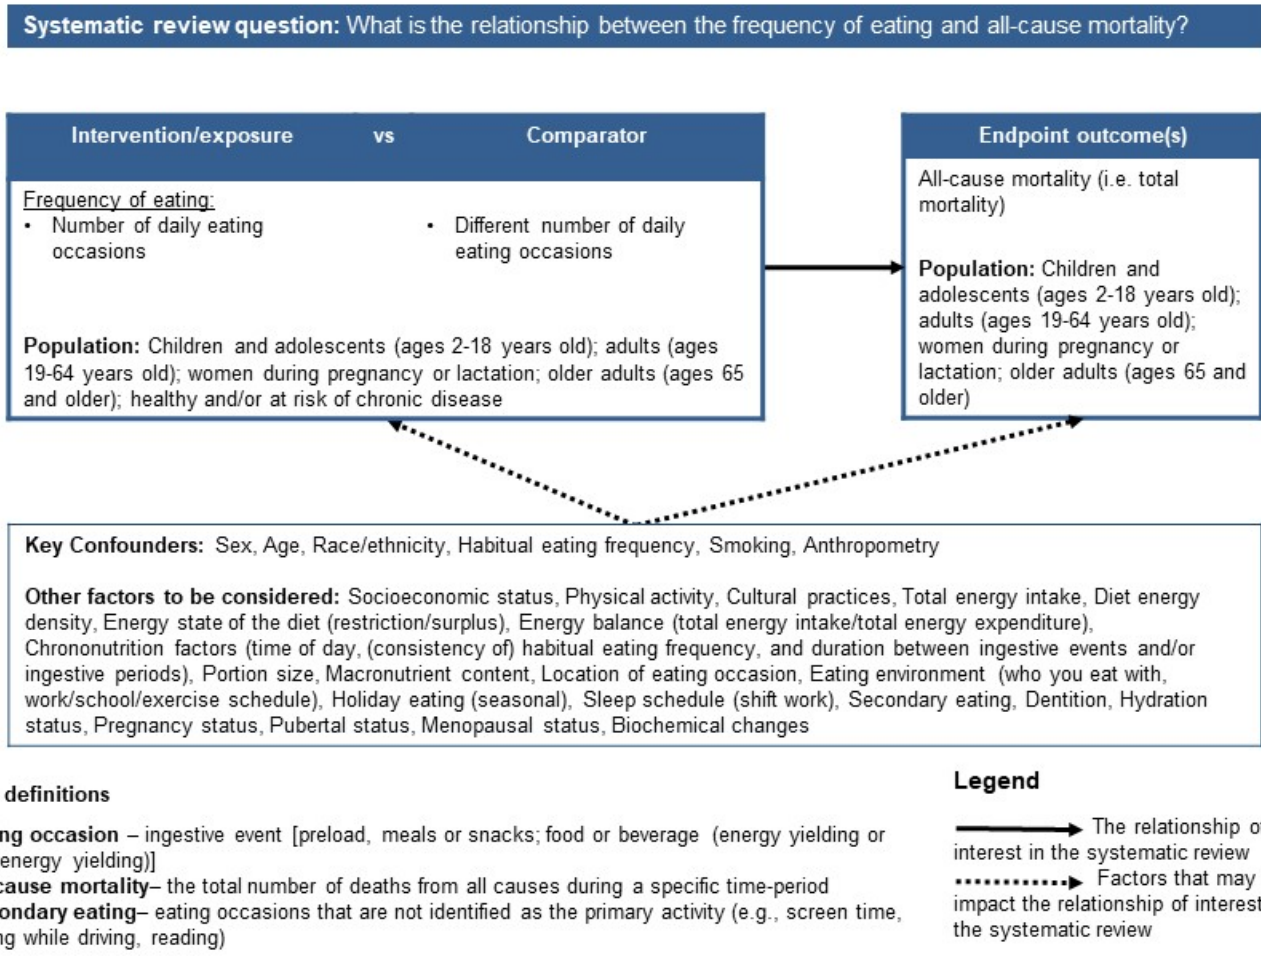 Systematic review question: What is the relationship between the frequency of eating and all-cause mortality?
Intervention/exposure vs Comparator
Frequency of eating:
• Number of daily eating
occasions
• Different number of daily
eating occasions
Population: Children and adolescents (ages 2-18 years old); adults (ages
19-64 years old); women during pregnancy or lactation; older adults (ages 65
and older); healthy and/or at risk of chronic disease
Endpoint outcome(s)
All-cause mortality (i.e. total
mortality)
Population: Children and
adolescents (ages 2-18 years old);
adults (ages 19-64 years old);
women during pregnancy or
lactation; older adults (ages 65 and
older)
Key Confounders: Sex, Age, Race/ethnicity, Habitual eating frequency, Smoking, Anthropometry
Other factors to be considered: Socioeconomic status, Physical activity, Cultural practices, Total energy intake, Diet energy
density, Energy state of the diet (restriction/surplus), Energy balance (total energy intake/total energy expenditure),
Chrononutrition factors (time of day, (consistency of) habitual eating frequency, and duration between ingestive events and/or
ingestive periods), Portion size, Macronutrient content, Location of eating occasion, Eating environment (who you eat with,
work/school/exercise schedule), Holiday eating (seasonal), Sleep schedule (shift work), Secondary eating, Dentition, Hydration
status, Pregnancy status, Pubertal status, Menopausal status, Biochemical changes
definitions
ng occasion – ingestive event [preload, meals or snacks; food or beverage (energy yielding or
energy yielding)]
cause mortality– the total number of deaths from all causes during a specific time-period
ondary eating– eating occasions that are not identified as the primary activity (e.g., screen time,
ng while driving, reading)
Legend
The relationship of
interest in the systematic review
Factors that may
impact the relationship of interest
the systematic review